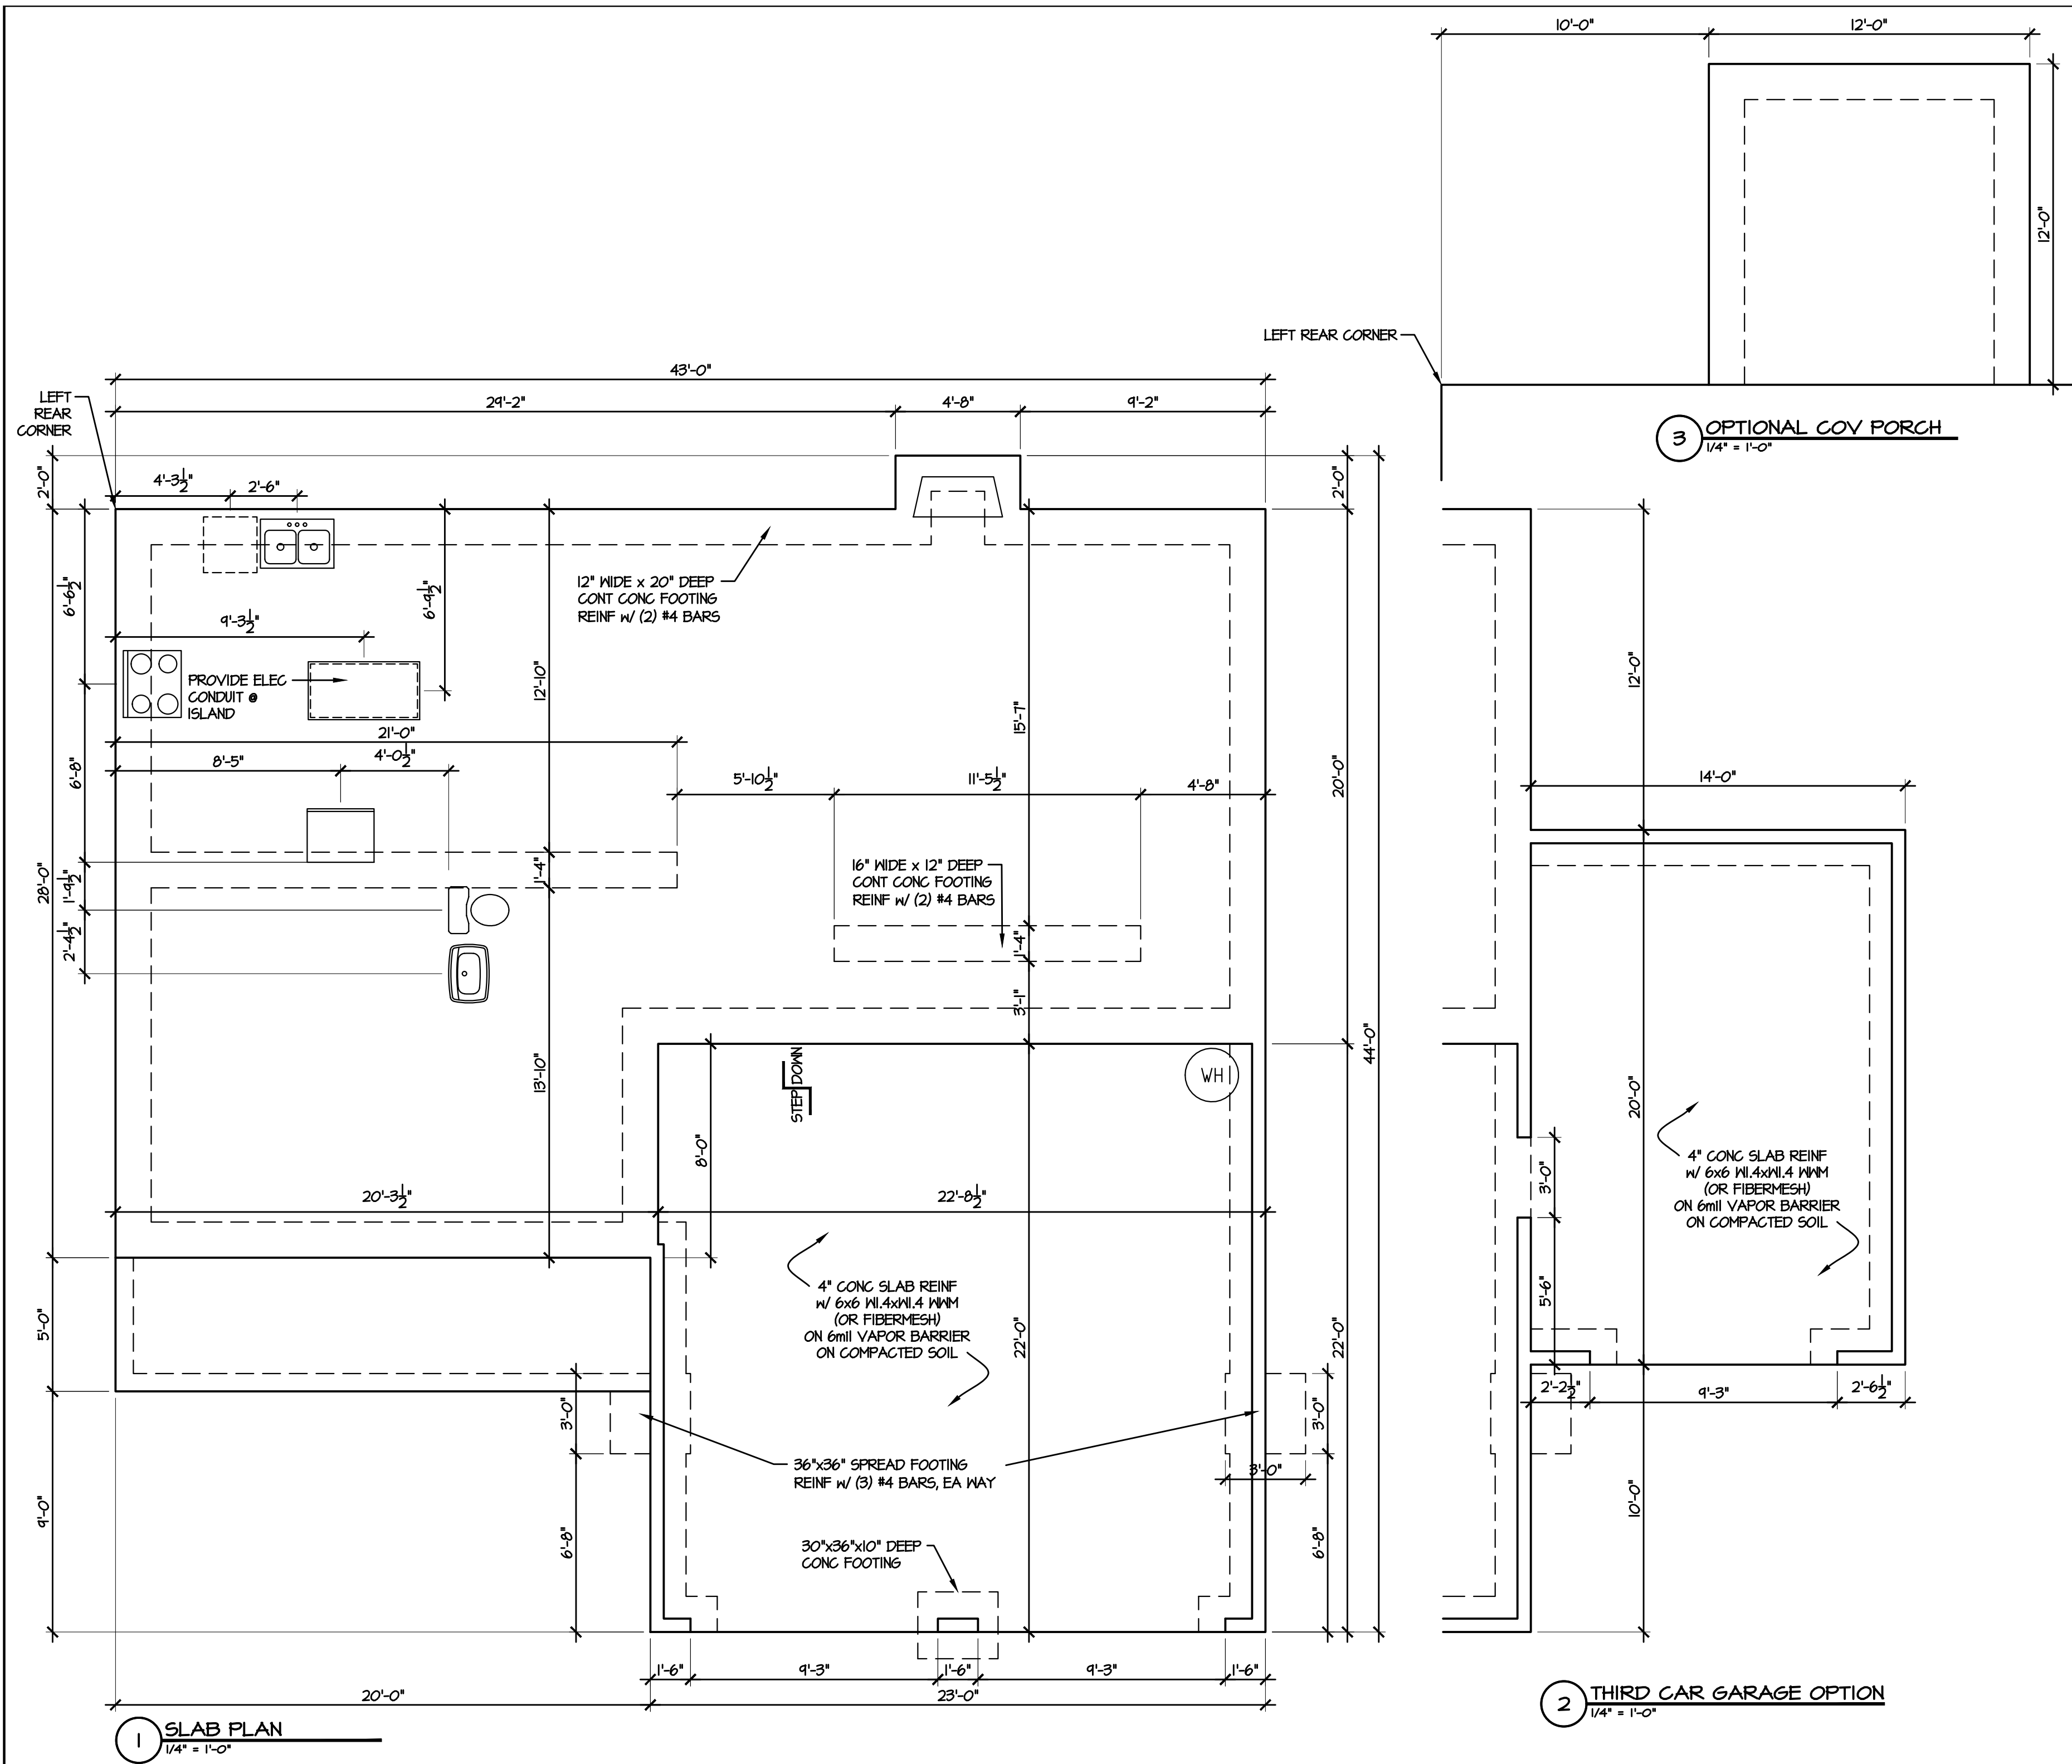 10'-0"
12'-0"
12'-0"
LEFT REAR CORNER
3
OPTIONAL COV PORCH
1/4" = 1'-0"
43'-0"
29'-2"
4'-8"
9'-2"
LEFT
REAR
CORNER
2'-0"
4'-3 1/2"
2'-6"
2'-0"
6'-6 1/2"
6'-9 1/2"
12" WIDE x 20" DEEP
CONT CONC FOOTING
REINF w/ (2) #4 BARS
9'-3 1/2"
PROVIDE ELEC
CONDUIT @
ISLAND
12'-10"
15'-7"
21'-0"
8'-5"
4'-0 1/2"
6'-8"
5'-10 1/2"
11'-5 1/2"
4'-8"
20'-0"
28'-0"
1'-9 1/2"
2'-4 1/2"
1'-4"
16" WIDE x 12" DEEP
CONT CONC FOOTING
REINF w/ (2) #4 BARS
1'-4"
3'-1"
44'-0"
13'-10"
STEP DOWN
WH
8'-0"
20'-3 1/2"
22'-8 1/2"
4" CONC SLAB REINF
w/ 6x6 W1.4xW1.4 WWM
(OR FIBERMESH)
ON 6mil VAPOR BARRIER
ON COMPACTED SOIL
22'-0"
22'-0"
5'-0"
9'-0"
3'-0"
6'-8"
36"x36" SPREAD FOOTING
REINF w/ (3) #4 BARS, EA WAY
3'-0"
3'-0"
6'-8"
30"x36"x10" DEEP
CONC FOOTING
1'-6"
9'-3"
1'-6"
9'-3"
1'-6"
20'-0"
23'-0"
1
SLAB PLAN
1/4" = 1'-0"
12'-0"
14'-0"
20'-0"
3'-0"
5'-6"
4" CONC SLAB REINF
w/ 6x6 W1.4xW1.4 WWM
(OR FIBERMESH)
ON 6mil VAPOR BARRIER
ON COMPACTED SOIL
2'-2 1/2"
9'-3"
2'-6 1/2"
10'-0"
2
THIRD CAR GARAGE OPTION
1/4" = 1'-0"